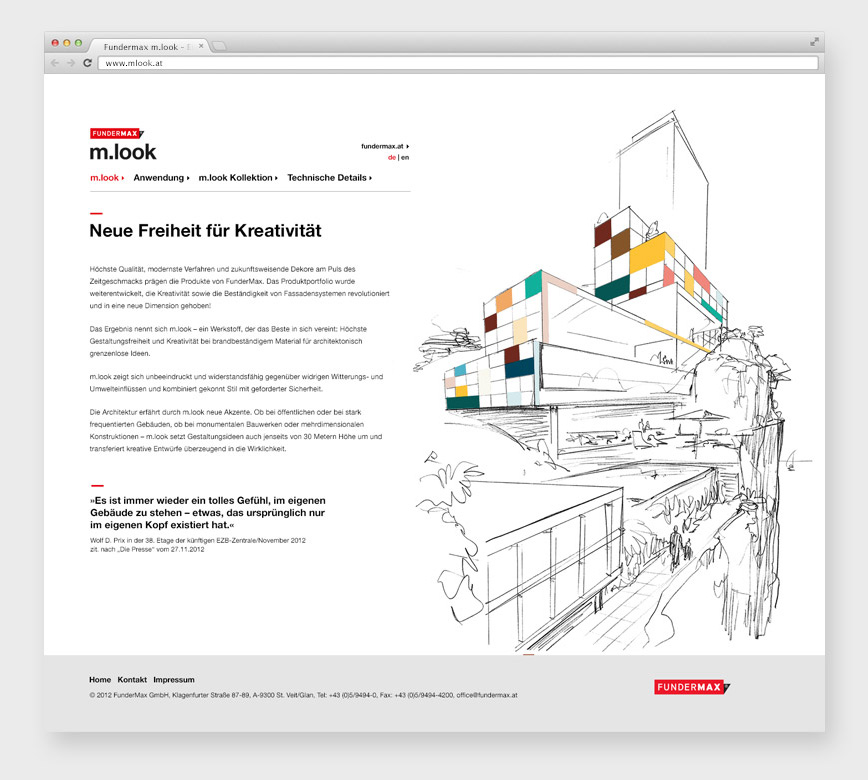 Fundermax m.look –
www.mlook.at
FUNDERMAX
m.look
fundermax.at
de | en
m.look Anwendung m.look Kollektion Technische Details
Neue Freiheit für Kreativität
Höchste Qualität, modernste Verfahren und zukunftsweisende Dekore am Puls des
Zeitgeschmacks prägen die Produkte von FunderMax. Das Produktportfolio wurde
weiterentwickelt, die Kreativität sowie die Beständigkeit von Fassadensystemen revolutioniert
und in eine neue Dimension gehoben!
Das Ergebnis nennt sich m.look – ein Werkstoff, der das Beste in sich vereint: Höchste
Gestaltungsfreiheit und Kreativität bei brandbeständigem Material für architektonisch
grenzenlose Ideen.
m.look zeigt sich unbeeindruckt und widerstandsfähig gegenüber widrigen Witterungs- und
Umwelteinflüssen und kombiniert gekonnt Stil mit geforderter Sicherheit.
Die Architektur erfährt durch m.look neue Akzente. Ob bei öffentlichen oder bei stark
frequentierten Gebäuden, ob bei monumentalen Bauwerken oder mehrdimensionalen
Konstruktionen – m.look setzt Gestaltungsideen auch jenseits von 30 Metern Höhe um und
transferiert kreative Entwürfe überzeugend in die Wirklichkeit.
»Es ist immer wieder ein tolles Gefühl, im eigenen
Gebäude zu stehen – etwas, das ursprünglich nur
im eigenen Kopf existiert hat.«
Wolf D. Prix in der 38. Etage der künftigen EZB-Zentrale/November 2012
zit. nach „Die Presse“ vom 27.11.2012
Home Kontakt Impressum
© 2012 FunderMax GmbH, Klagenfurter Straße 87-89, A-9300 St. Veit/Glan, Tel: +43 (0)5/9494-0, Fax: +43 (0)5/9494-4200, office@fundermax.at
FUNDERMAX